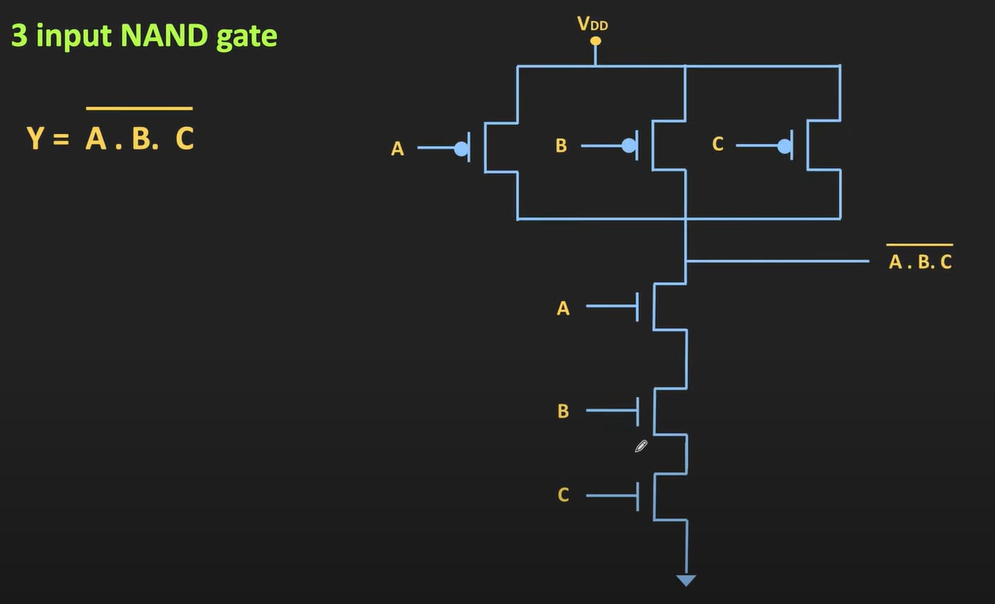 3 input NAND gate
VDD
Y = A . B. C
A
B
C
A . B. C
A
B
C